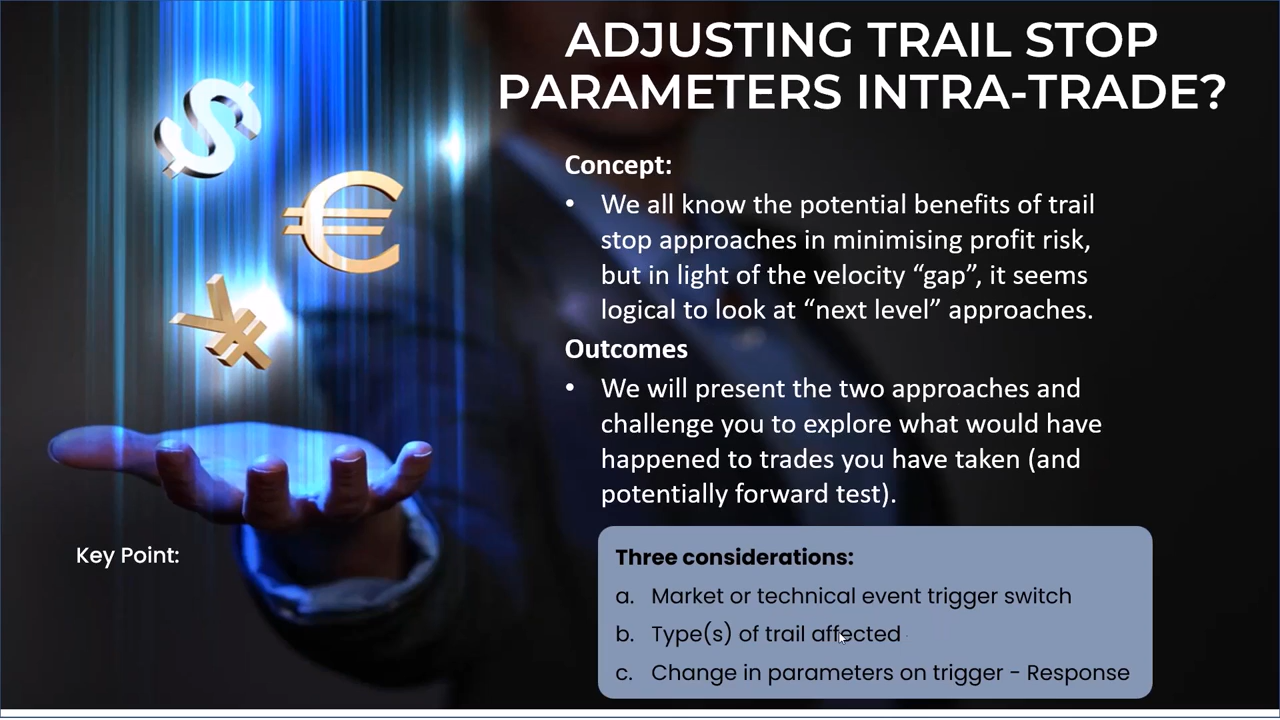 ADJUSTING TRAIL STOP
PARAMETERS INTRA-TRADE?
Concept:
• We all know the potential benefits of trail
stop approaches in minimising profit risk,
but in light of the velocity “gap”, it seems
logical to look at “next level” approaches.
Outcomes
• We will present the two approaches and
challenge you to explore what would have
happened to trades you have taken (and
potentially forward test).
Key Point:
Three considerations:
a. Market or technical event trigger switch
b. Type(s) of trail affected
c. Change in parameters on trigger - Response